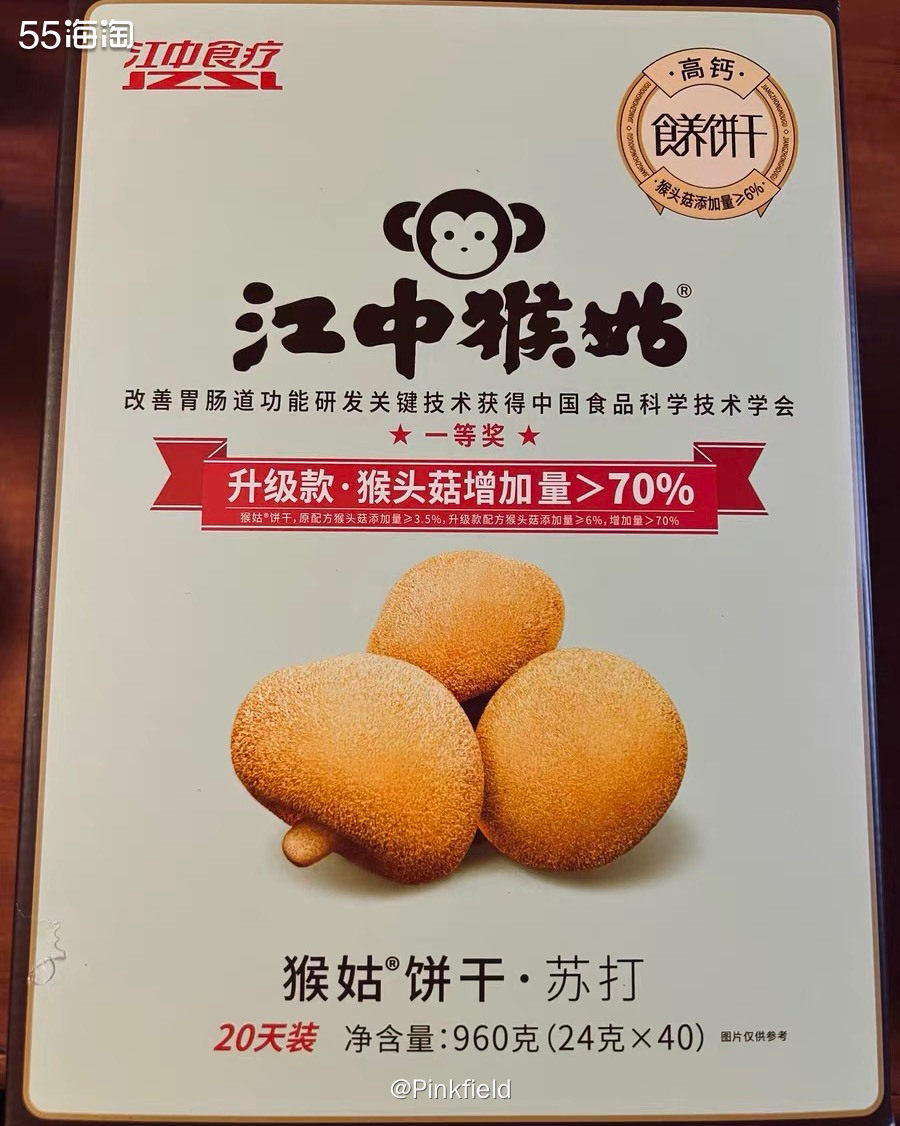 55海淘
江中食疗
JZSL
·高钙·
食养饼干
·猴头菇添加量≥6%·
江中猴姑®
改善胃肠道功能研发关键技术获得中国食品科学技术学会
★ 一等奖 ★
升级款·猴头菇增加量＞70%
猴姑®饼干,原配方猴头菇添加量≥3.5%,升级款配方猴头菇添加量≥6%,增加量＞70%
猴姑®饼干·苏打
20天装 净含量：960克（24克×40） 图片仅供参考
@Pinkfield